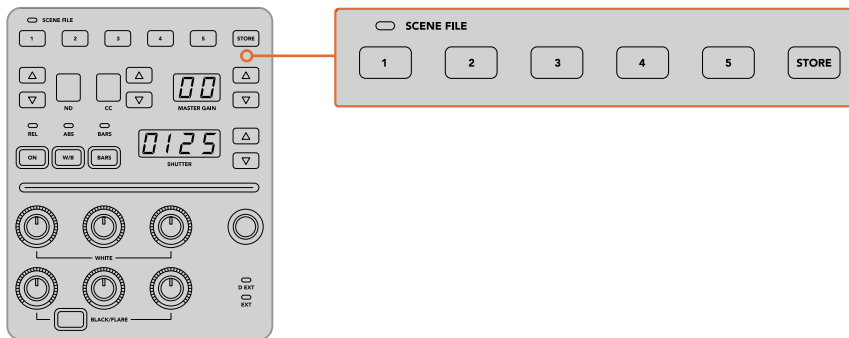 SCENE FILE
1 2 3 4 5 STORE
ND CC 00 MASTER GAIN
REL ABS BARS
ON W/B BARS 0125
SHUTTER
WHITE
D EXT
EXT
BLACK/FLARE
SCENE FILE
1 2 3 4 5 STORE